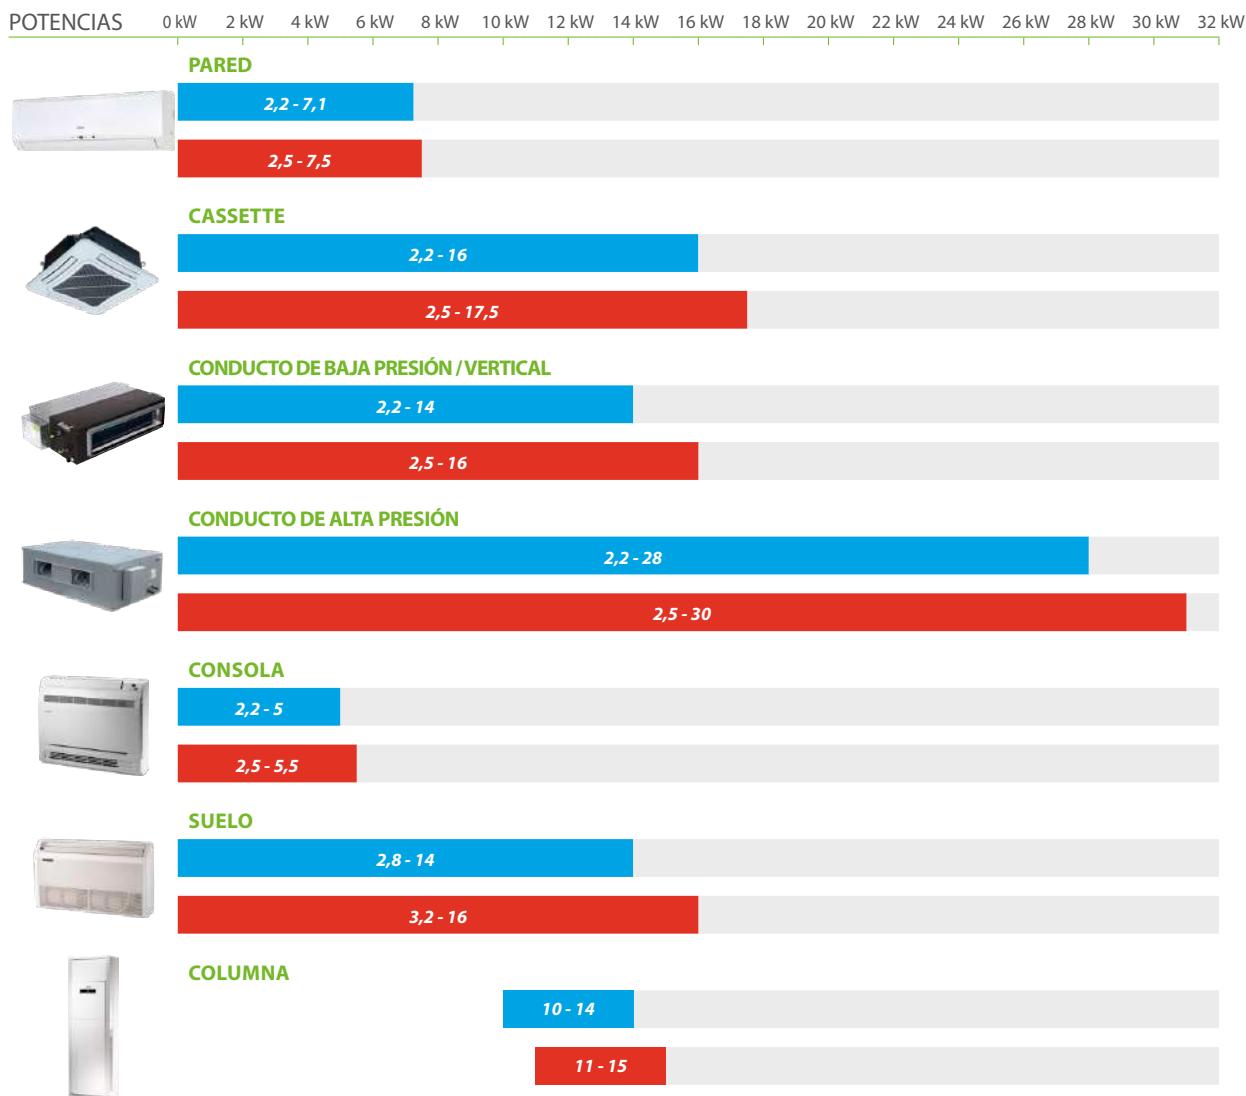 POTENCIAS 0 kW 2 kW 4 kW 6 kW 8 kW 10 kW 12 kW 14 kW 16 kW 18 kW 20 kW 22 kW 24 kW 26 kW 28 kW 30 kW 32 kW
PARED
2,2 - 7,1
2,5 - 7,5
CASSETTE
2,2 - 16
2,5 - 17,5
CONDUCTO DE BAJA PRESIÓN / VERTICAL
2,2 - 14
2,5 - 16
CONDUCTO DE ALTA PRESIÓN
2,2 - 28
2,5 - 30
CONSOLA
2,2 - 5
2,5 - 5,5
SUELO
2,8 - 14
3,2 - 16
COLUMNA
10 - 14
11 - 15